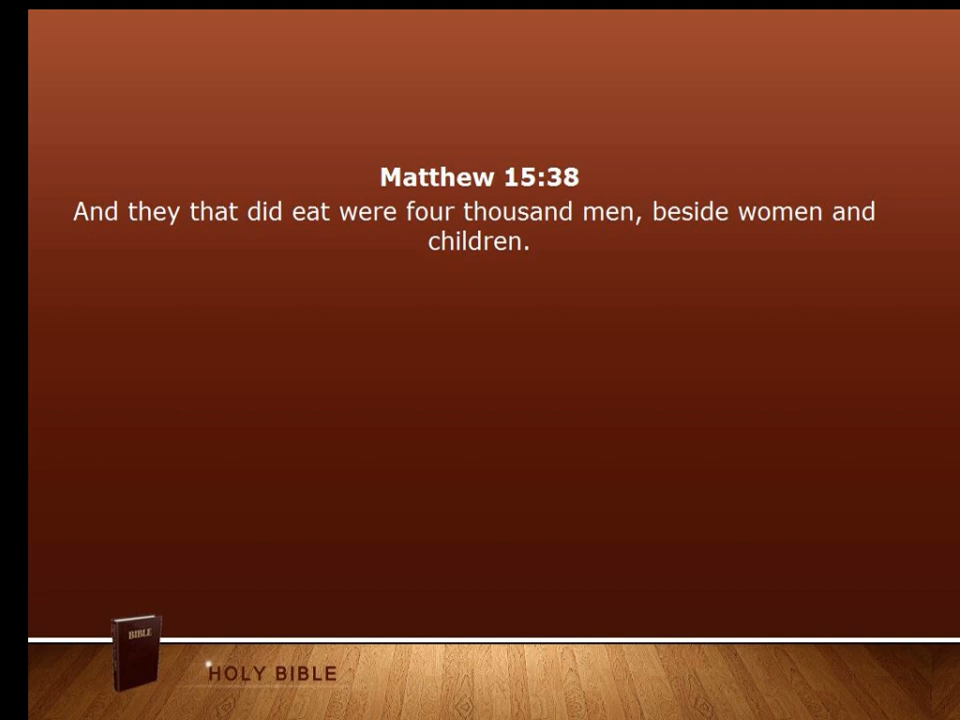 Matthew 15:38
And they that did eat were four thousand men, beside women and
children.
BIBLE
HOLY BIBLE